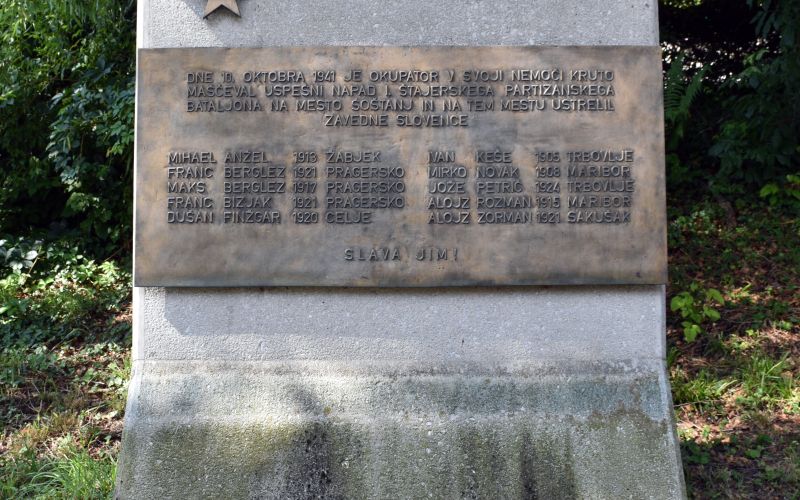 DNE 10. OKTOBRA 1941 JE OKUPATOR V SVOJI NEMOČI KRUTO
MAŠČEVAL USPEŠNI NAPAD I. ŠTAJERSKEGA PARTIZANSKEGA
BATALJONA NA MESTO ŠOŠTANJ IN NA TEM MESTU USTRELIL
ZAVEDNE SLOVENCE
MIHAEL ANŽEL 1913 ŽABJEK
FRANC BERGLEZ 1921 PRAGERSKO
MAKS BERGLEZ 1917 PRAGERSKO
FRANC BIZJAK 1921 PRAGERSKO
DUŠAN FINŽGAR 1920 CELJE
IVAN KEŠE 1905 TRBOVLJE
MIRKO NOVAK 1908 MARIBOR
JOŽE PETRIČ 1924 TRBOVLJE
ALOJZ ROZMAN 1915 MARIBOR
ALOJZ ZORMAN 1921 SAKUŠAK
SLAVA JIM!